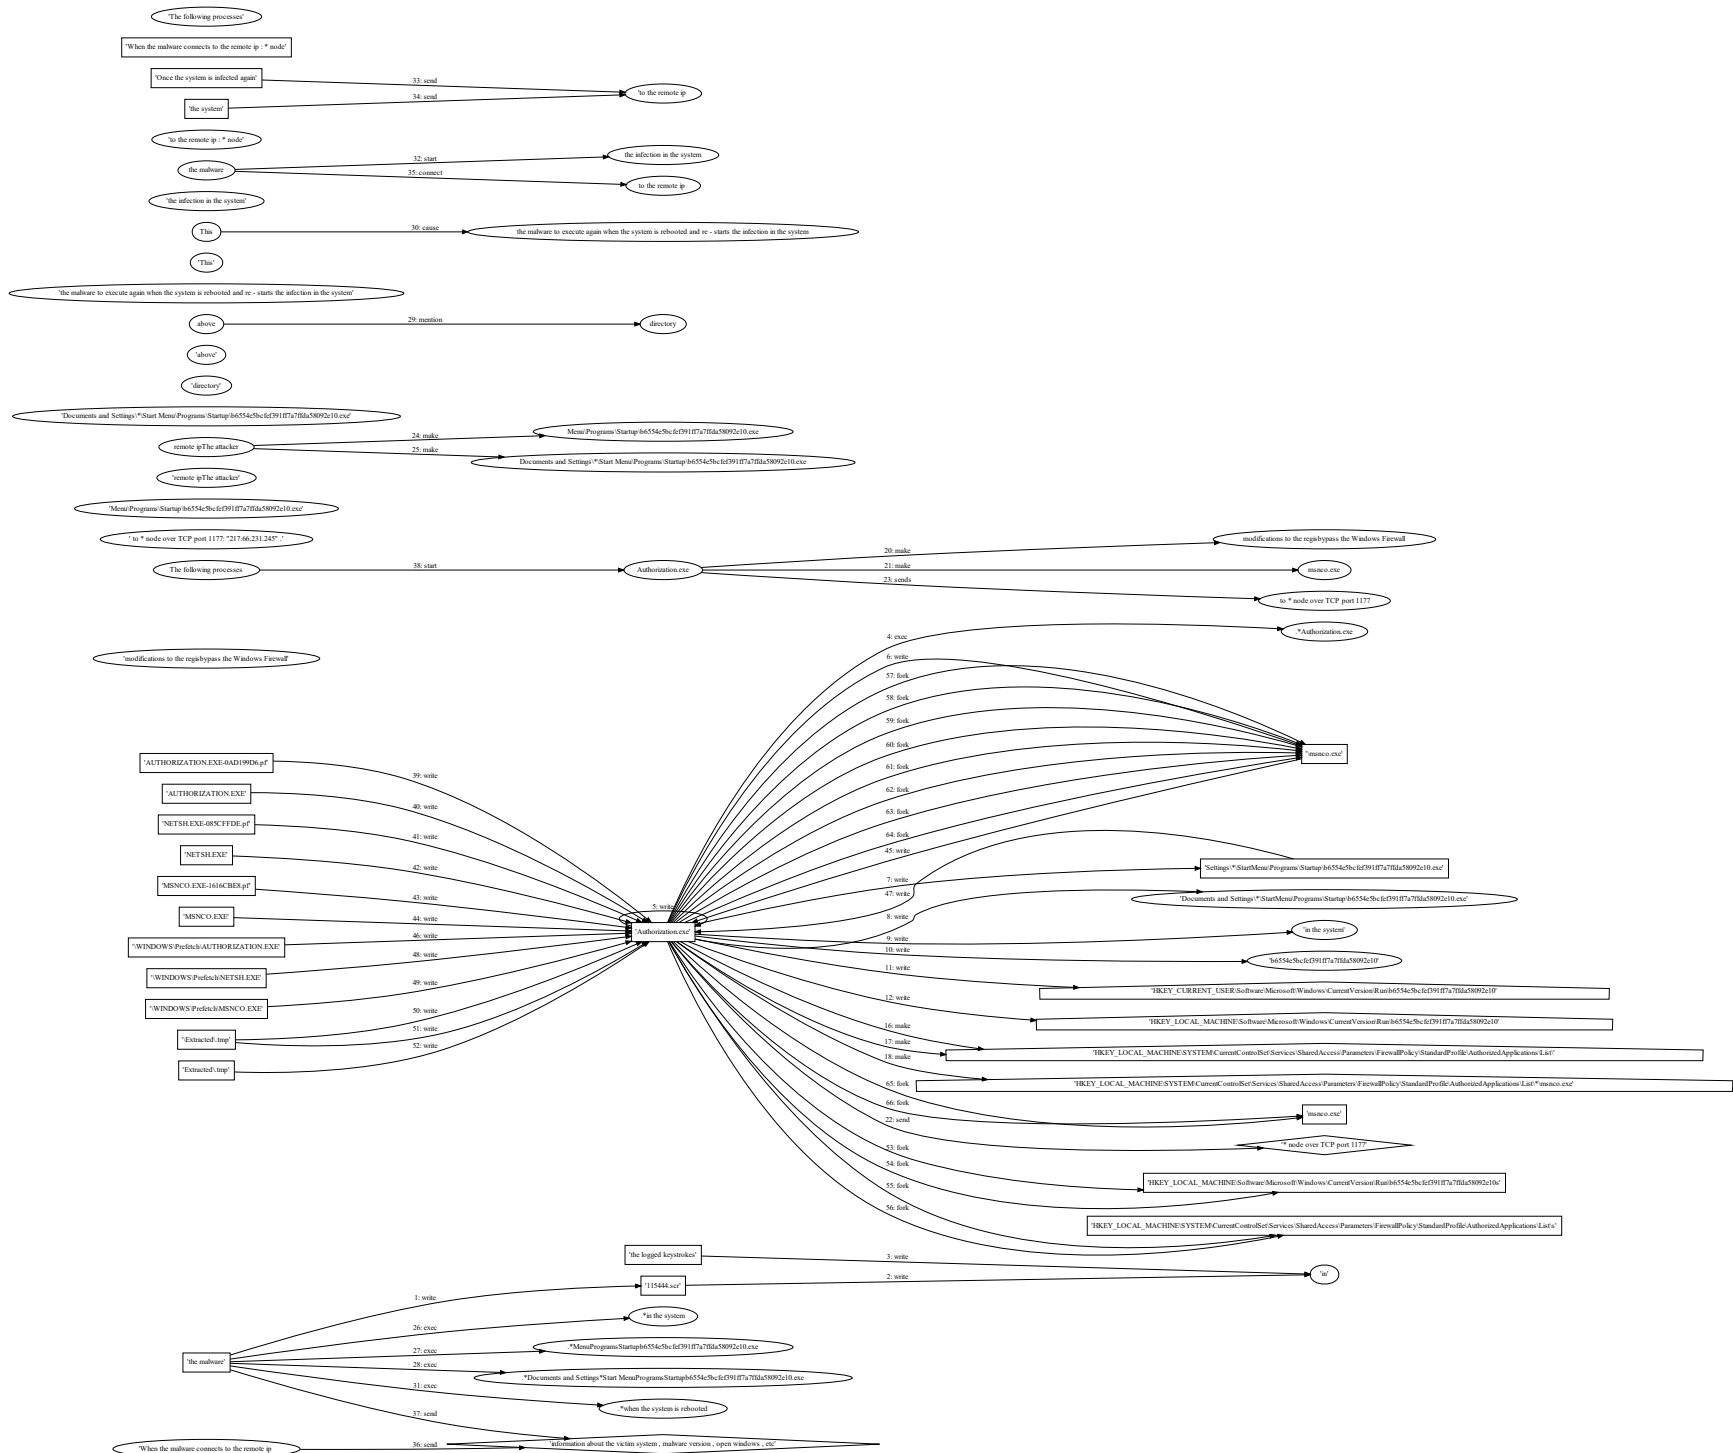 'The following processes'
'When the malware connects to the remote ip : * node'
'Once the system is infected again'
33: send
'to the remote ip
34: send
'the system'
'to the remote ip : * node'
32: start
the infection in the system
the malware
35: connect
to the remote ip
'the infection in the system'
This
30: cause
the malware to execute again when the system is rebooted and re - starts the infection in the system
'This'
'the malware to execute again when the system is rebooted and re - starts the infection in the system'
above
29: mention
directory
'above'
'directory'
'Documents and Settings\*\Start Menu\Programs\Startup\b6554e5bcfef391ff7a7ffda58092e10.exe'
remote ipThe attacker
24: make
Menu\Programs\Startup\b6554e5bcfef391ff7a7ffda58092e10.exe
25: make
Documents and Settings\*\Start Menu\Programs\Startup\b6554e5bcfef391ff7a7ffda58092e10.exe
'remote ipThe attacker'
'Menu\Programs\Startup\b6554e5bcfef391ff7a7ffda58092e10.exe'
' to * node over TCP port 1177: "217.66.231.245" .'
The following processes
38: start
Authorization.exe
20: make
modifications to the regisbypass the Windows Firewall
21: make
msnco.exe
23: sends
to * node over TCP port 1177
4: exec
.*Authorization.exe
'modifications to the regisbypass the Windows Firewall'
6: write
57: fork
58: fork
59: fork
60: fork
61: fork
62: fork
63: fork
64: fork
45: write
'\msnco.exe'
'AUTHORIZATION.EXE-0AD199D6.pf'
39: write
'AUTHORIZATION.EXE'
40: write
'NETSH.EXE-085CFFDE.pf'
41: write
'NETSH.EXE'
42: write
'MSNCO.EXE-1616CBE8.pf'
43: write
'MSNCO.EXE'
44: write
'\WINDOWS\Prefetch\AUTHORIZATION.EXE'
46: write
'\WINDOWS\Prefetch\NETSH.EXE'
48: write
'\WINDOWS\Prefetch\MSNCO.EXE'
49: write
'\Extracted\.tmp'
50: write
51: write
'Extracted\.tmp'
52: write
5: write
'Authorization.exe'
7: write
47: write
'Settings\*\StartMenu\Programs\Startup\b6554e5bcfef391ff7a7ffda58092e10.exe'
8: write
'Documents and Settings\*\StartMenu\Programs\Startup\b6554e5bcfef391ff7a7ffda58092e10.exe'
9: write
'in the system'
10: write
'b6554e5bcfef391ff7a7ffda58092e10'
11: write
'HKEY_CURRENT_USER\Software\Microsoft\Windows\CurrentVersion\Run\b6554e5bcfef391ff7a7ffda58092e10'
12: write
'HKEY_LOCAL_MACHINE\Software\Microsoft\Windows\CurrentVersion\Run\b6554e5bcfef391ff7a7ffda58092e10'
16: make
17: make
'HKEY_LOCAL_MACHINE\SYSTEM\CurrentControlSet\Services\SharedAccess\Parameters\FirewallPolicy\StandardProfile\AuthorizedApplications\List\'
18: make
'HKEY_LOCAL_MACHINE\SYSTEM\CurrentControlSet\Services\SharedAccess\Parameters\FirewallPolicy\StandardProfile\AuthorizedApplications\List\*\msnco.exe'
65: fork
66: fork
'msnco.exe'
22: send
'* node over TCP port 1177'
53: fork
54: fork
'HKEY_LOCAL_MACHINE\Software\Microsoft\Windows\CurrentVersion\Run\b6554e5bcfef391ff7a7ffda58092e10s'
55: fork
56: fork
'HKEY_LOCAL_MACHINE\SYSTEM\CurrentControlSet\Services\SharedAccess\Parameters\FirewallPolicy\StandardProfile\AuthorizedApplications\List\s'
'the logged keystrokes'
3: write
'in'
'115444.scr'
2: write
1: write
26: exec
.*in the system
'the malware'
27: exec
.*MenuProgramsStartupb6554e5bcfef391ff7a7ffda58092e10.exe
28: exec
.*Documents and Settings*Start MenuProgramsStartupb6554e5bcfef391ff7a7ffda58092e10.exe
31: exec
.*when the system is rebooted
37: send
'When the malware connects to the remote ip
36: send
'information about the victim system , malware version , open windows , etc'